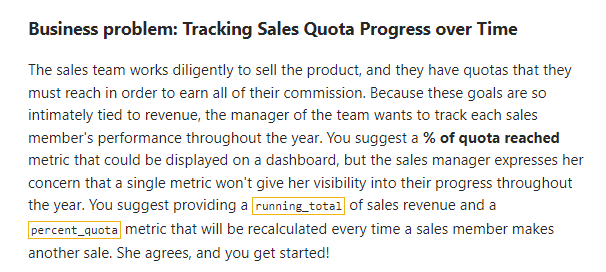 Business problem: Tracking Sales Quota Progress over Time
The sales team works diligently to sell the product, and they have quotas that they
must reach in order to earn all of their commission. Because these goals are so
intimately tied to revenue, the manager of the team wants to track each sales
member's performance throughout the year. You suggest a % of quota reached
metric that could be displayed on a dashboard, but the sales manager expresses her
concern that a single metric won't give her visibility into their progress throughout
the year. You suggest providing a running_total of sales revenue and a
percent_quota metric that will be recalculated every time a sales member makes
another sale. She agrees, and you get started!